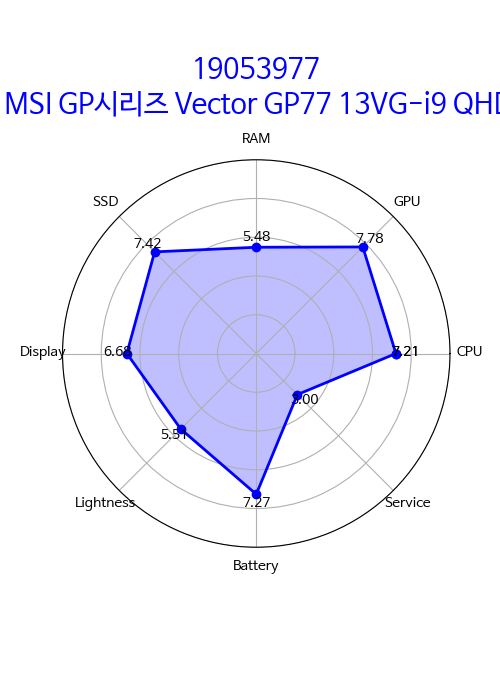 19053977
MSI GP시리즈 Vector GP77 13VG-i9 QHD
RAM
SSD
GPU
7.42
5.48
7.78
Display
6.68
7.21
CPU
3.00
5.51
Lightness
7.27
Service
Battery